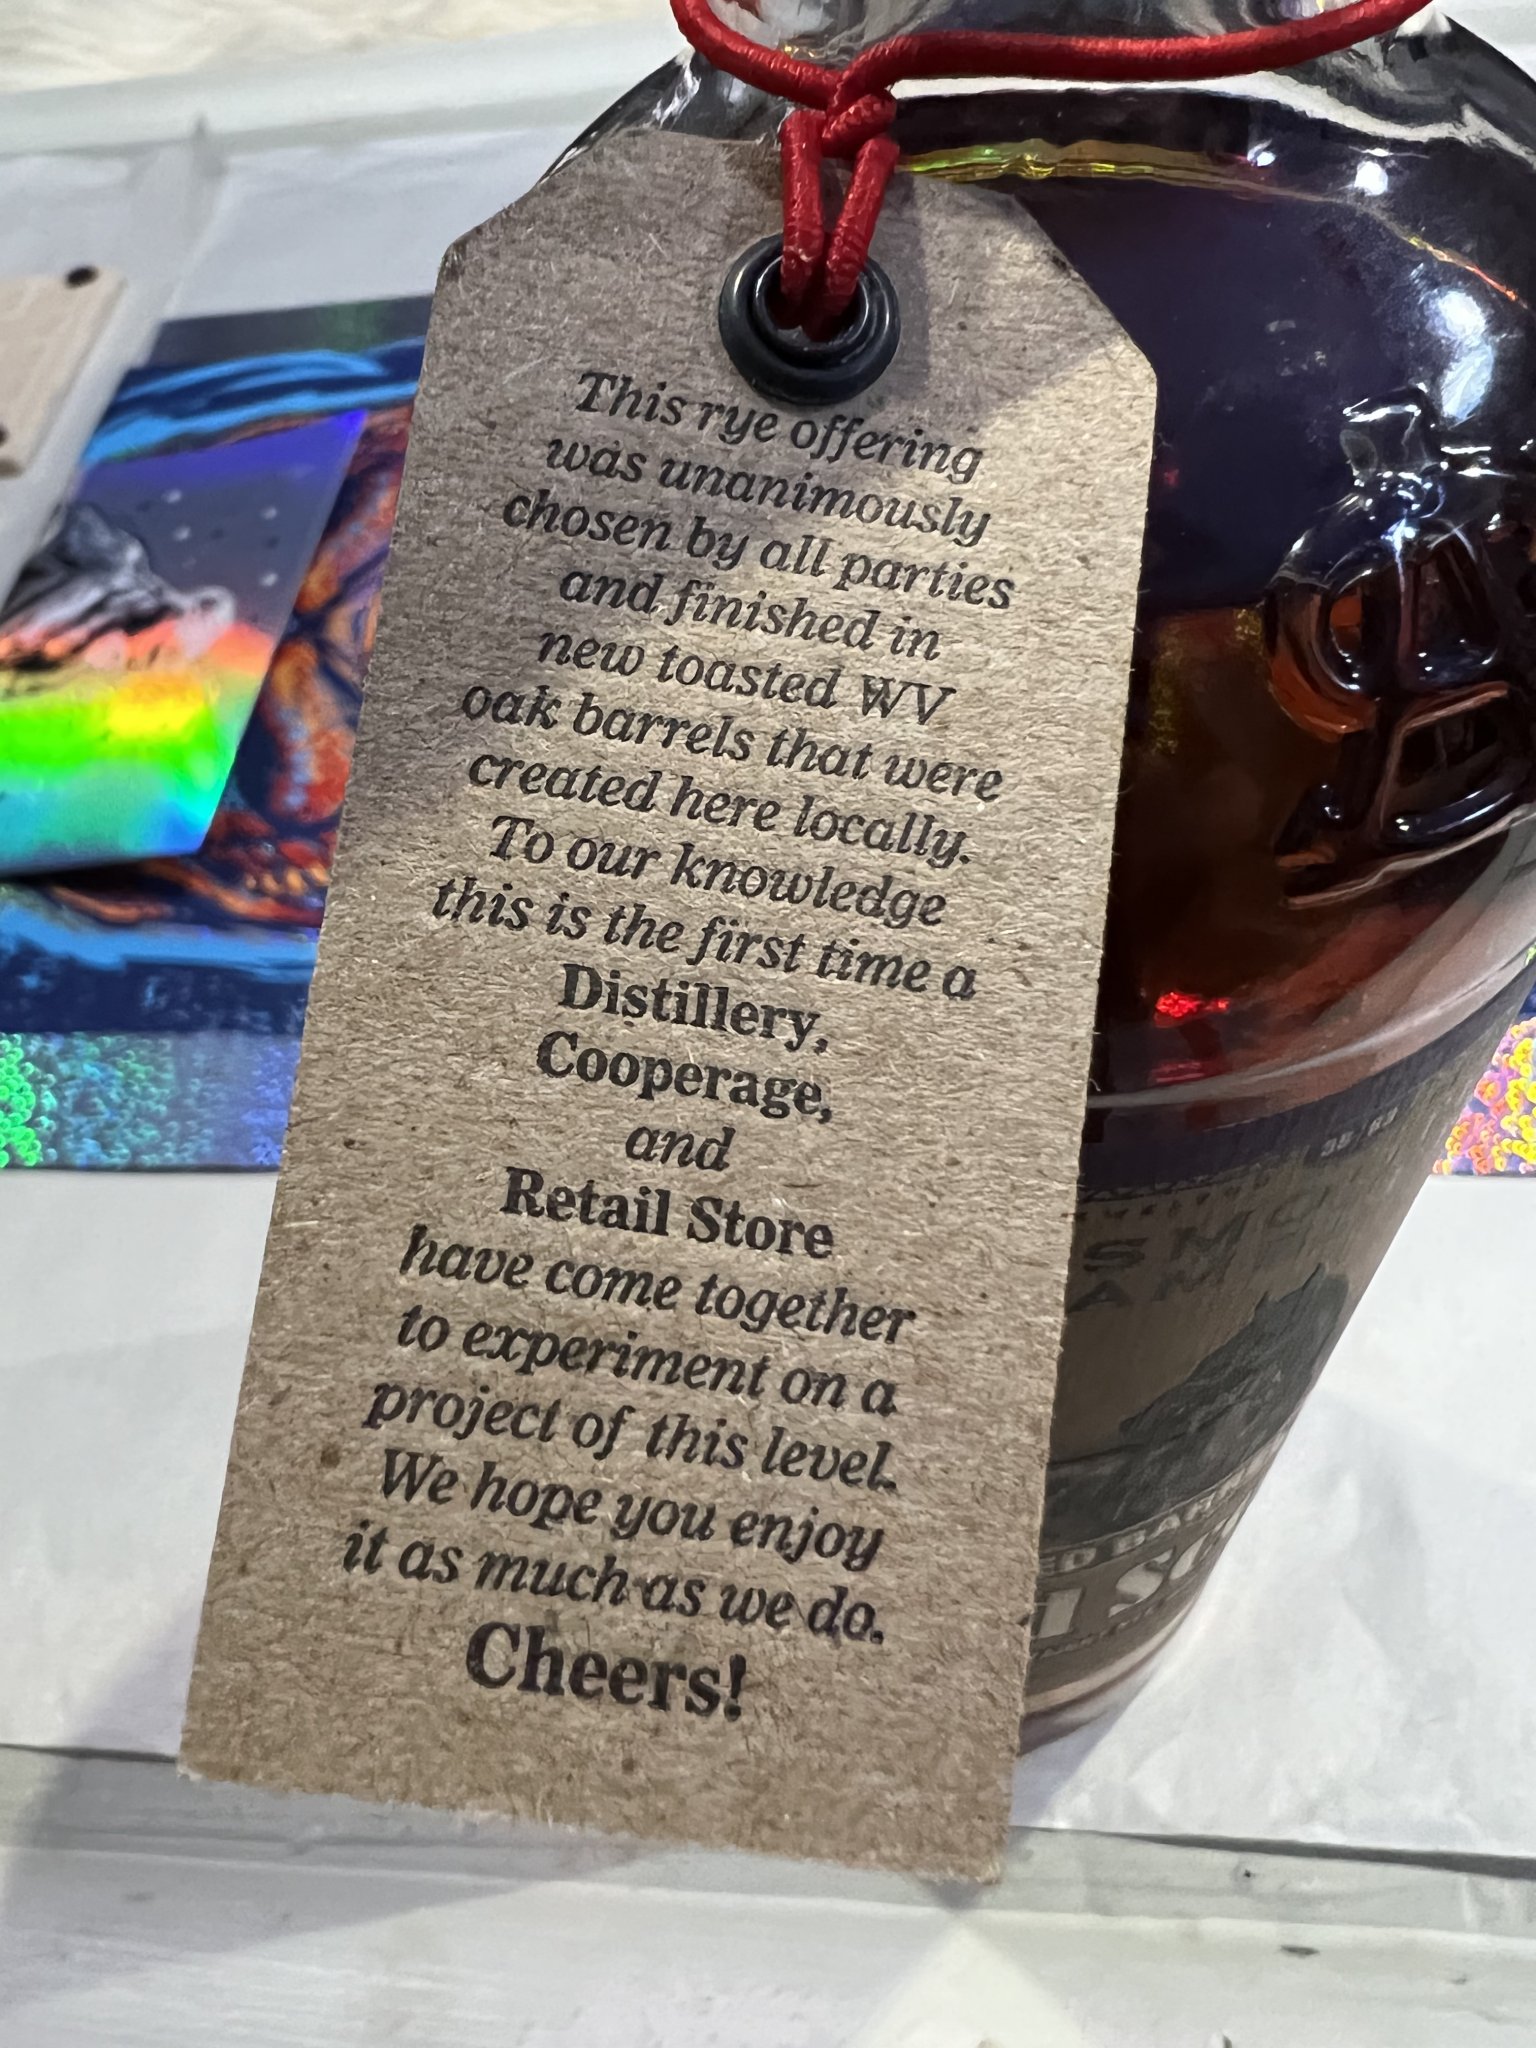 This rye offering
was unanimously
chosen by all parties
and finished in
new toasted WV
oak barrels that were
created here locally.
To our knowledge
this is the first time a
Distillery,
Cooperage,
and
Retail Store
have come together
to experiment on a
project of this level.
We hope you enjoy
it as much as we do.
Cheers!